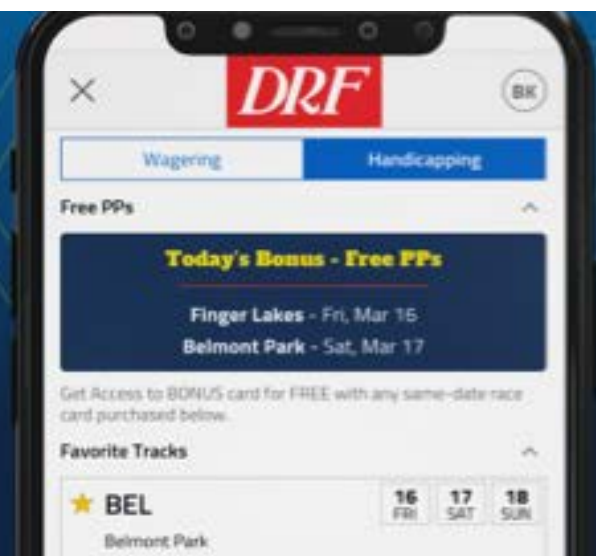 DRF
BK
Wagering
Handicapping
Free PPs
Today's Bonus - Free PPs
Finger Lakes - Fri, Mar 16
Belmont Park - Sat, Mar 17
Get Access to BONUS card for FREE with any same-date race
card purchased below.
Favorite Tracks
BEL
16 17 18
FRI SAT SUN
Belmont Park